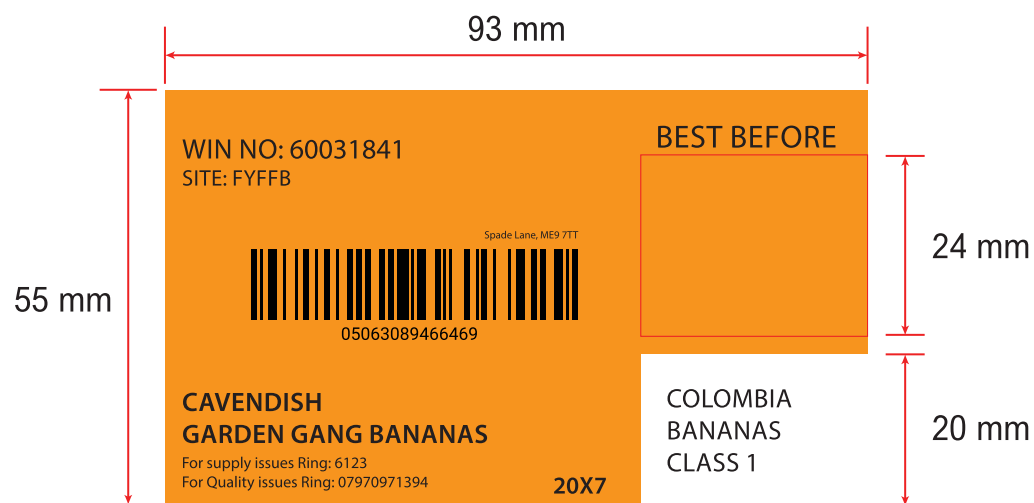 93 mm
WIN NO: 60031841
SITE: FYFFB
BEST BEFORE
Spade Lane, ME9 7TT
05063089466469
55 mm
24 mm
CAVENDISH
GARDEN GANG BANANAS
For supply issues Ring: 6123
For Quality issues Ring: 07970971394
20X7
COLOMBIA
BANANAS
CLASS 1
20 mm